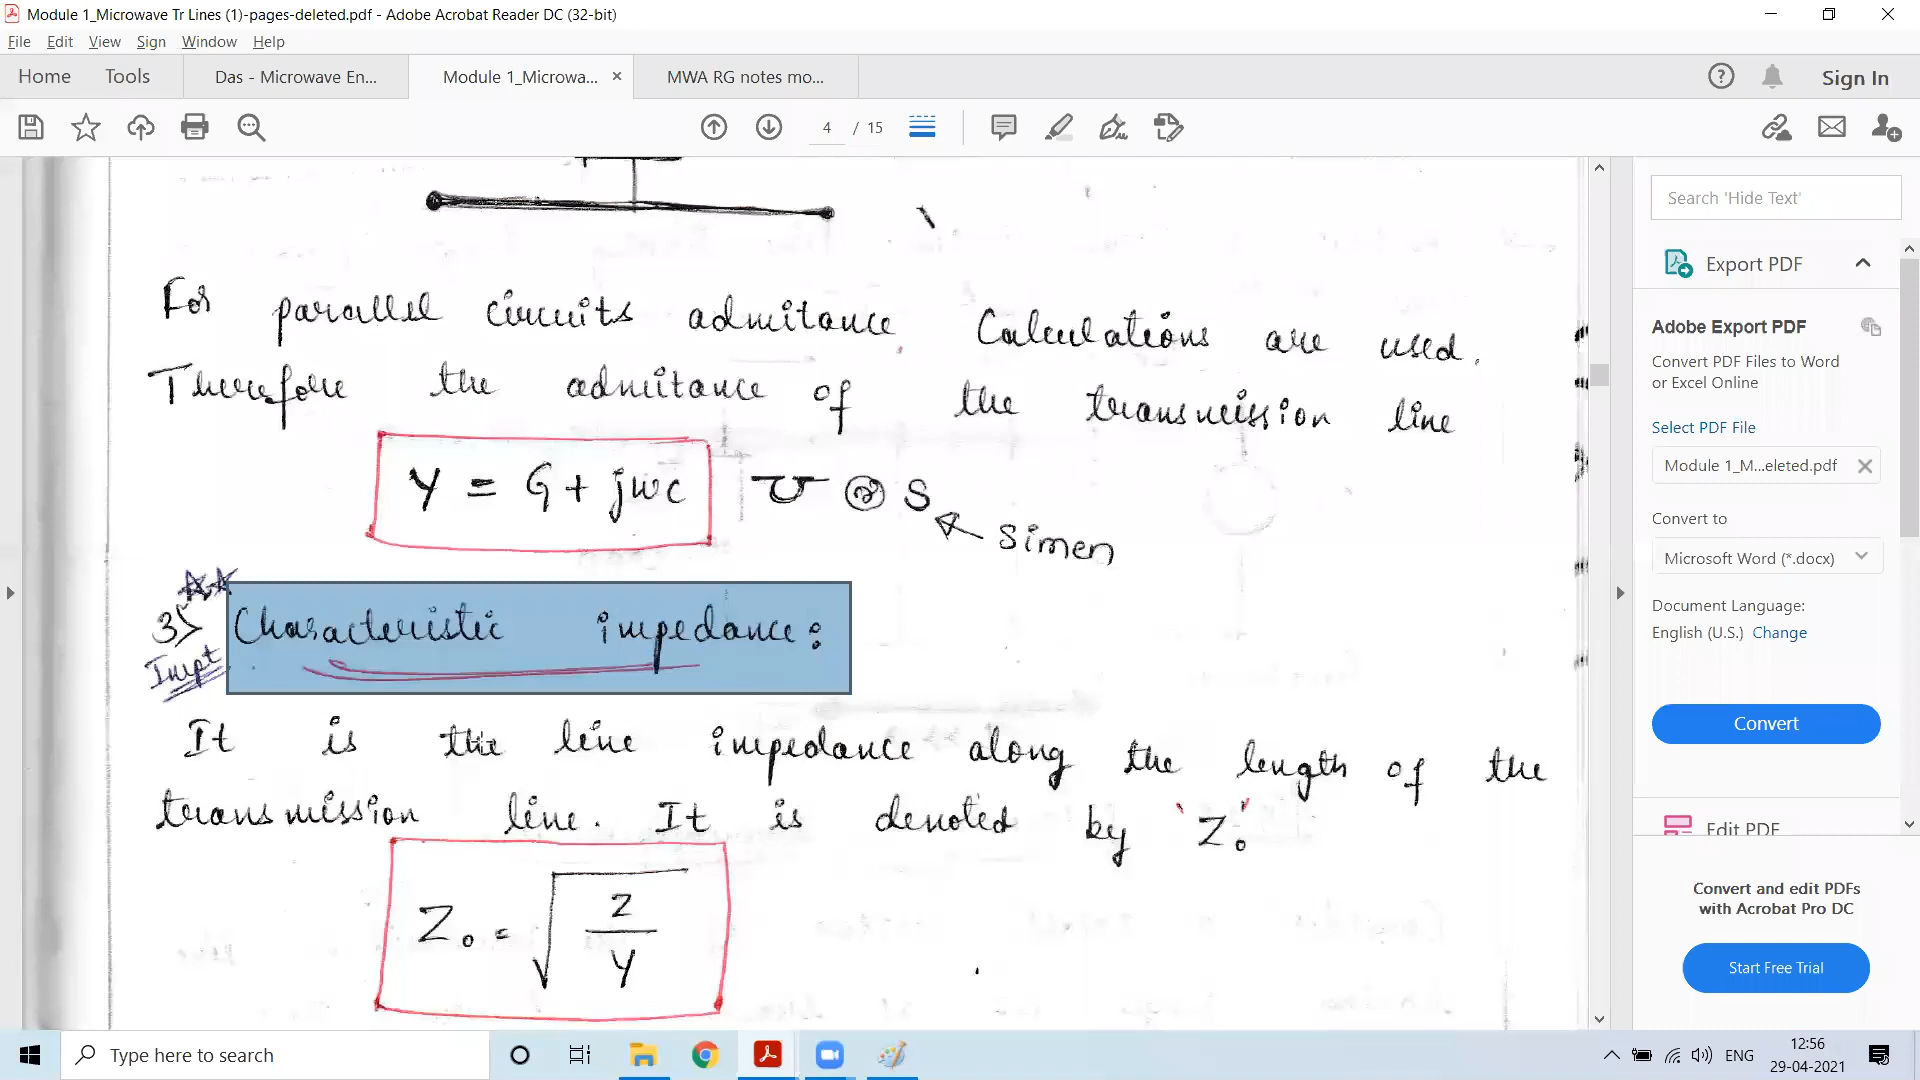 Module 1_Microwave Tr Lines (1)-pages-deleted.pdf - Adobe Acrobat Reader DC (32-bit)
File Edit View Sign Window Help
Home Tools Das - Microwave En... Module 1_Microwa... × MWA RG notes mo... Sign In
4 / 15
For parallel circuits admitance Calculations are used.
Therefore the admitance of the transmission line
Y = G + jwc ℧ or S
Simen
3> Characteristic impedance:
Impt
It is the line impedance along the length of the
transmission line. It is denoted by 'Z₀'
Z₀ = √(Z/Y)
Search 'Hide Text'
Export PDF
Adobe Export PDF
Convert PDF Files to Word
or Excel Online
Select PDF File
Module 1_M...eleted.pdf
Convert to
Microsoft Word (*.docx)
Document Language:
English (U.S.) Change
Convert
Edit PDF
Convert and edit PDFs
with Acrobat Pro DC
Start Free Trial
Type here to search
ENG
12:56
29-04-2021